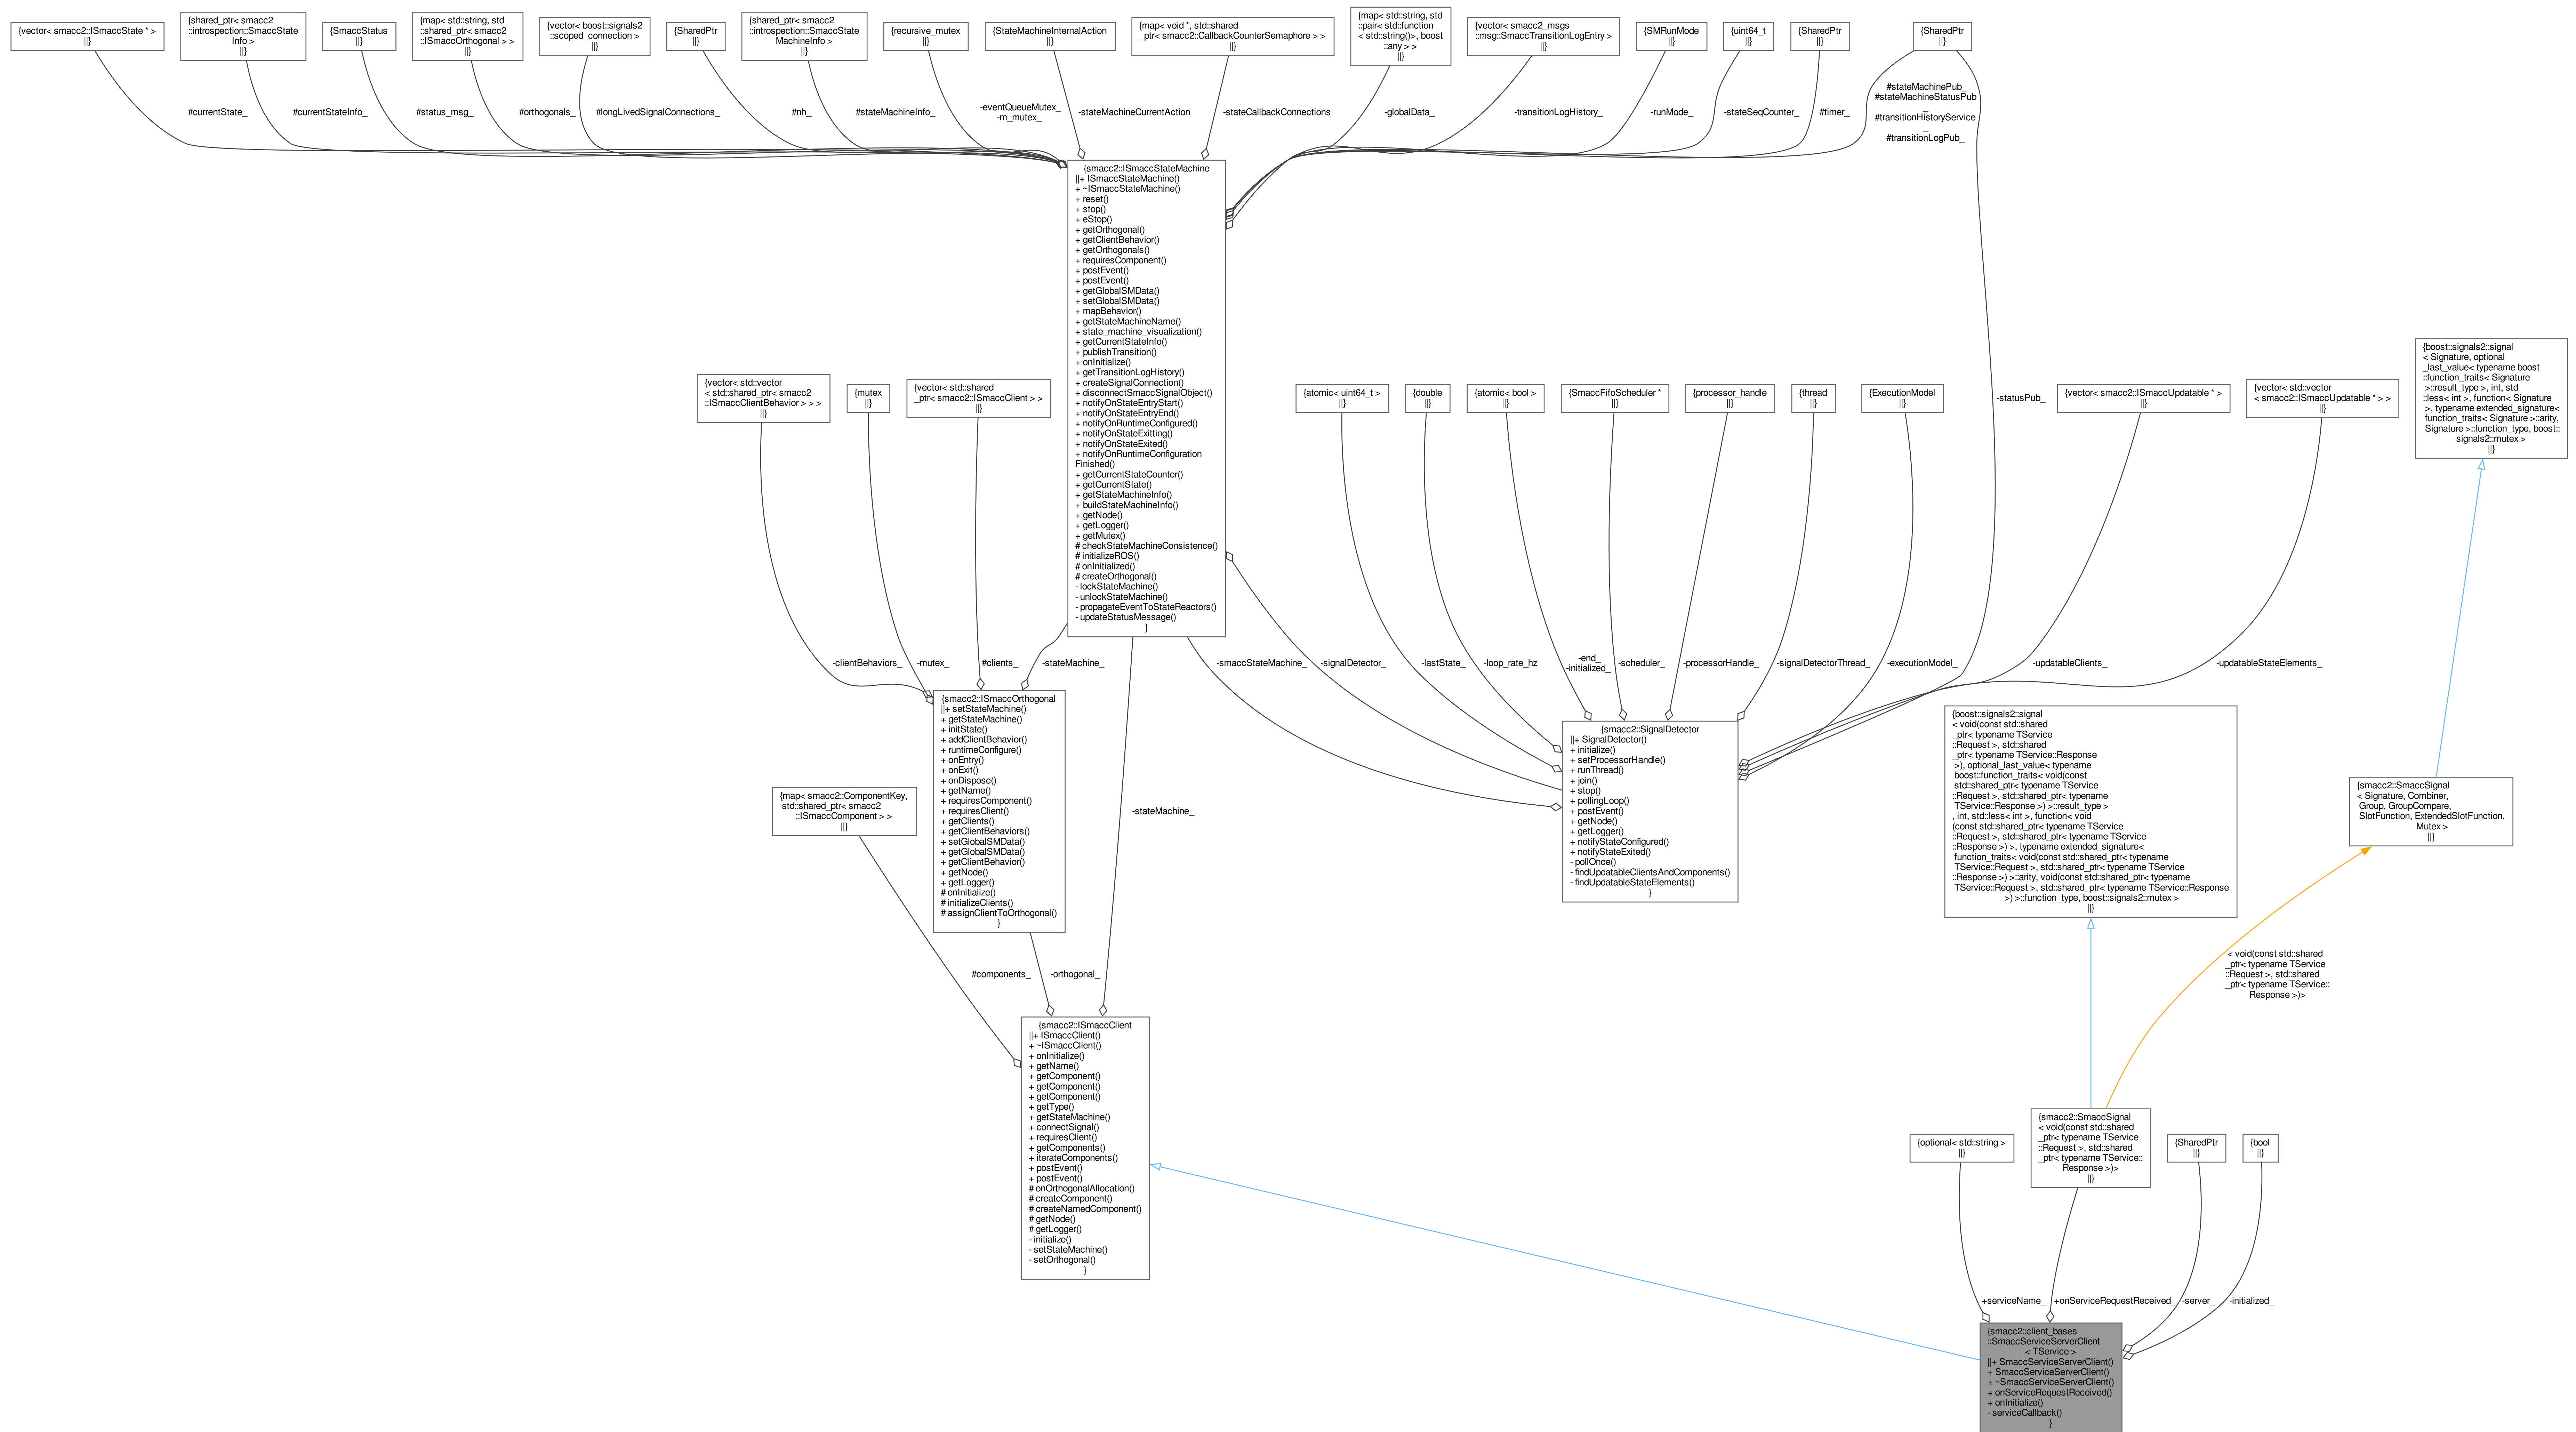 {vector< smacc2::ISmaccState * >
||}
{shared_ptr< smacc2
::introspection::SmaccState
Info >
||}
{SmaccStatus
||}
{map< std::string, std
::shared_ptr< smacc2
::ISmaccOrthogonal > >
||}
{vector< boost::signals2
::scoped_connection >
||}
{SharedPtr
||}
{shared_ptr< smacc2
::introspection::SmaccState
MachineInfo >
||}
{recursive_mutex
||}
{StateMachineInternalAction
||}
{map< void *, std::shared
_ptr< smacc2::CallbackCounterSemaphore > >
||}
{map< std::string, std
::pair< std::function
< std::string()>, boost
::any > >
||}
{vector< smacc2_msgs
::msg::SmaccTransitionLogEntry >
||}
{SMRunMode
||}
{uint64_t
||}
{SharedPtr
||}
{SharedPtr
||}
#currentState_
#currentStateInfo_
#status_msg_
#orthogonals_
#longLivedSignalConnections_
#nh_
#stateMachineInfo_
-eventQueueMutex_
-m_mutex_
-stateMachineCurrentAction
-stateCallbackConnections
-globalData_
-transitionLogHistory_
-runMode_
-stateSeqCounter_
#timer_
#stateMachinePub_
#stateMachineStatusPub
_
#transitionHistoryService
_
#transitionLogPub_
{smacc2::ISmaccStateMachine
||+ ISmaccStateMachine()
+ ~ISmaccStateMachine()
+ reset()
+ stop()
+ eStop()
+ getOrthogonal()
+ getClientBehavior()
+ getOrthogonals()
+ requiresComponent()
+ postEvent()
+ postEvent()
+ getGlobalSMData()
+ setGlobalSMData()
+ mapBehavior()
+ getStateMachineName()
+ state_machine_visualization()
+ getCurrentStateInfo()
+ publishTransition()
+ onInitialize()
+ getTransitionLogHistory()
+ createSignalConnection()
+ disconnectSmaccSignalObject()
+ notifyOnStateEntryStart()
+ notifyOnStateEntryEnd()
+ notifyOnRuntimeConfigured()
+ notifyOnStateExitting()
+ notifyOnStateExited()
+ notifyOnRuntimeConfiguration
Finished()
+ getCurrentStateCounter()
+ getCurrentState()
+ getStateMachineInfo()
+ buildStateMachineInfo()
+ getNode()
+ getLogger()
+ getMutex()
# checkStateMachineConsistence()
# initializeROS()
# onInitialized()
# createOrthogonal()
- lockStateMachine()
- unlockStateMachine()
- propagateEventToStateReactors()
- updateStatusMessage()
}
{vector< std::vector
< std::shared_ptr< smacc2
::ISmaccClientBehavior > > >
||}
{mutex
||}
{vector< std::shared
_ptr< smacc2::ISmaccClient > >
||}
{atomic< uint64_t >
||}
{double
||}
{atomic< bool >
||}
{SmaccFifoScheduler *
||}
{processor_handle
||}
{thread
||}
{ExecutionModel
||}
-statusPub_
{vector< smacc2::ISmaccUpdatable * >
||}
{vector< std::vector
< smacc2::ISmaccUpdatable * > >
||}
{boost::signals2::signal
< Signature, optional
_last_value< typename boost
::function_traits< Signature
>::result_type >, int, std
::less< int >, function< Signature
>, typename extended_signature<
function_traits< Signature >::arity,
Signature >::function_type, boost::
signals2::mutex >
||}
-clientBehaviors_
-mutex_
#clients_
-stateMachine_
-smaccStateMachine_
-signalDetector_
-lastState_
-loop_rate_hz
-end_
-initialized_
-scheduler_
-processorHandle_
-signalDetectorThread_
-executionModel_
-updatableClients_
-updatableStateElements_
{smacc2::ISmaccOrthogonal
||+ setStateMachine()
+ getStateMachine()
+ initState()
+ addClientBehavior()
+ runtimeConfigure()
+ onEntry()
+ onExit()
+ onDispose()
+ getName()
+ requiresComponent()
+ requiresClient()
+ getClients()
+ getClientBehaviors()
+ setGlobalSMData()
+ getGlobalSMData()
+ getClientBehavior()
+ getNode()
+ getLogger()
# onInitialize()
# initializeClients()
# assignClientToOrthogonal()
}
{smacc2::SignalDetector
||+ SignalDetector()
+ initialize()
+ setProcessorHandle()
+ runThread()
+ join()
+ stop()
+ pollingLoop()
+ postEvent()
+ getNode()
+ getLogger()
+ notifyStateConfigured()
+ notifyStateExited()
- pollOnce()
- findUpdatableClientsAndComponents()
- findUpdatableStateElements()
}
{boost::signals2::signal
< void(const std::shared
_ptr< typename TService
::Request >, std::shared
_ptr< typename TService::Response
>), optional_last_value< typename
boost::function_traits< void(const
std::shared_ptr< typename TService
::Request >, std::shared_ptr< typename
TService::Response >) >::result_type >
, int, std::less< int >, function< void
(const std::shared_ptr< typename TService
::Request >, std::shared_ptr< typename TService
::Response >) >, typename extended_signature<
function_traits< void(const std::shared_ptr< typename
TService::Request >, std::shared_ptr< typename TService
::Response >) >::arity, void(const std::shared_ptr< typename
TService::Request >, std::shared_ptr< typename TService::Response
>) >::function_type, boost::signals2::mutex >
||}
{smacc2::SmaccSignal
< Signature, Combiner,
Group, GroupCompare,
SlotFunction, ExtendedSlotFunction,
Mutex >
||}
{map< smacc2::ComponentKey,
std::shared_ptr< smacc2
::ISmaccComponent > >
||}
-stateMachine_
#components_
-orthogonal_
< void(const std::shared
_ptr< typename TService
::Request >, std::shared
_ptr< typename TService::
Response >)>
{smacc2::ISmaccClient
||+ ISmaccClient()
+ ~ISmaccClient()
+ onInitialize()
+ getName()
+ getComponent()
+ getComponent()
+ getComponent()
+ getType()
+ getStateMachine()
+ connectSignal()
+ requiresClient()
+ getComponents()
+ iterateComponents()
+ postEvent()
+ postEvent()
# onOrthogonalAllocation()
# createComponent()
# createNamedComponent()
# getNode()
# getLogger()
- initialize()
- setStateMachine()
- setOrthogonal()
}
{optional< std::string >
||}
{smacc2::SmaccSignal
< void(const std::shared
_ptr< typename TService
::Request >, std::shared
_ptr< typename TService::
Response >)>
||}
{SharedPtr
||}
{bool
||}
+serviceName_
+onServiceRequestReceived_
-server_
-initialized_
{smacc2::client_bases
::SmaccServiceServerClient
< TService >
||+ SmaccServiceServerClient()
+ SmaccServiceServerClient()
+ ~SmaccServiceServerClient()
+ onServiceRequestReceived()
+ onInitialize()
- serviceCallback()
}